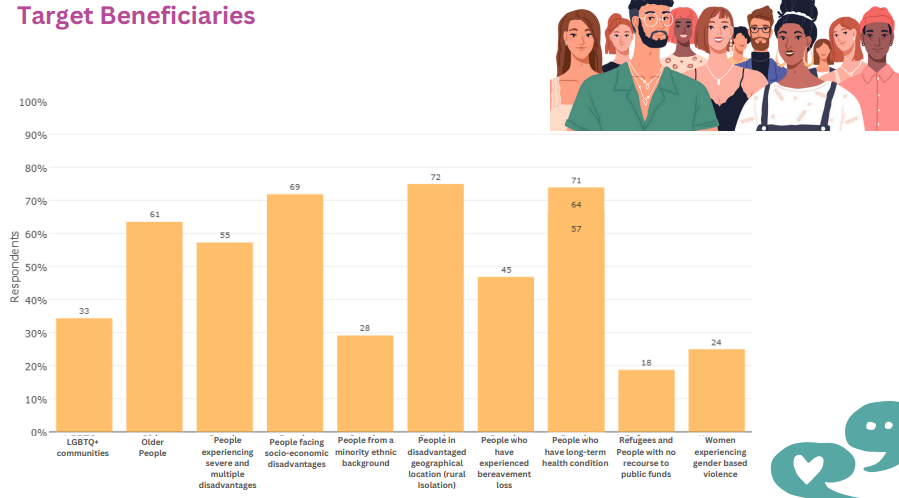 Target Beneficiaries
100%
90%
80%
70%
60%
50%
40%
30%
20%
10%
0%
Respondents
33
61
55
69
28
72
45
71
64
57
18
24
LGBTQ+
communities
Older
People
People
experiencing
severe and
multiple
disadvantages
People facing
socio-economic
disadvantages
People from a
minority ethnic
background
People in
disadvantaged
geographical
location (rural
Isolation)
People who
have
experienced
bereavement
loss
People who
have long-term
health condition
Refugees and
People with no
recourse to
public funds
Women
experiencing
gender based
violence